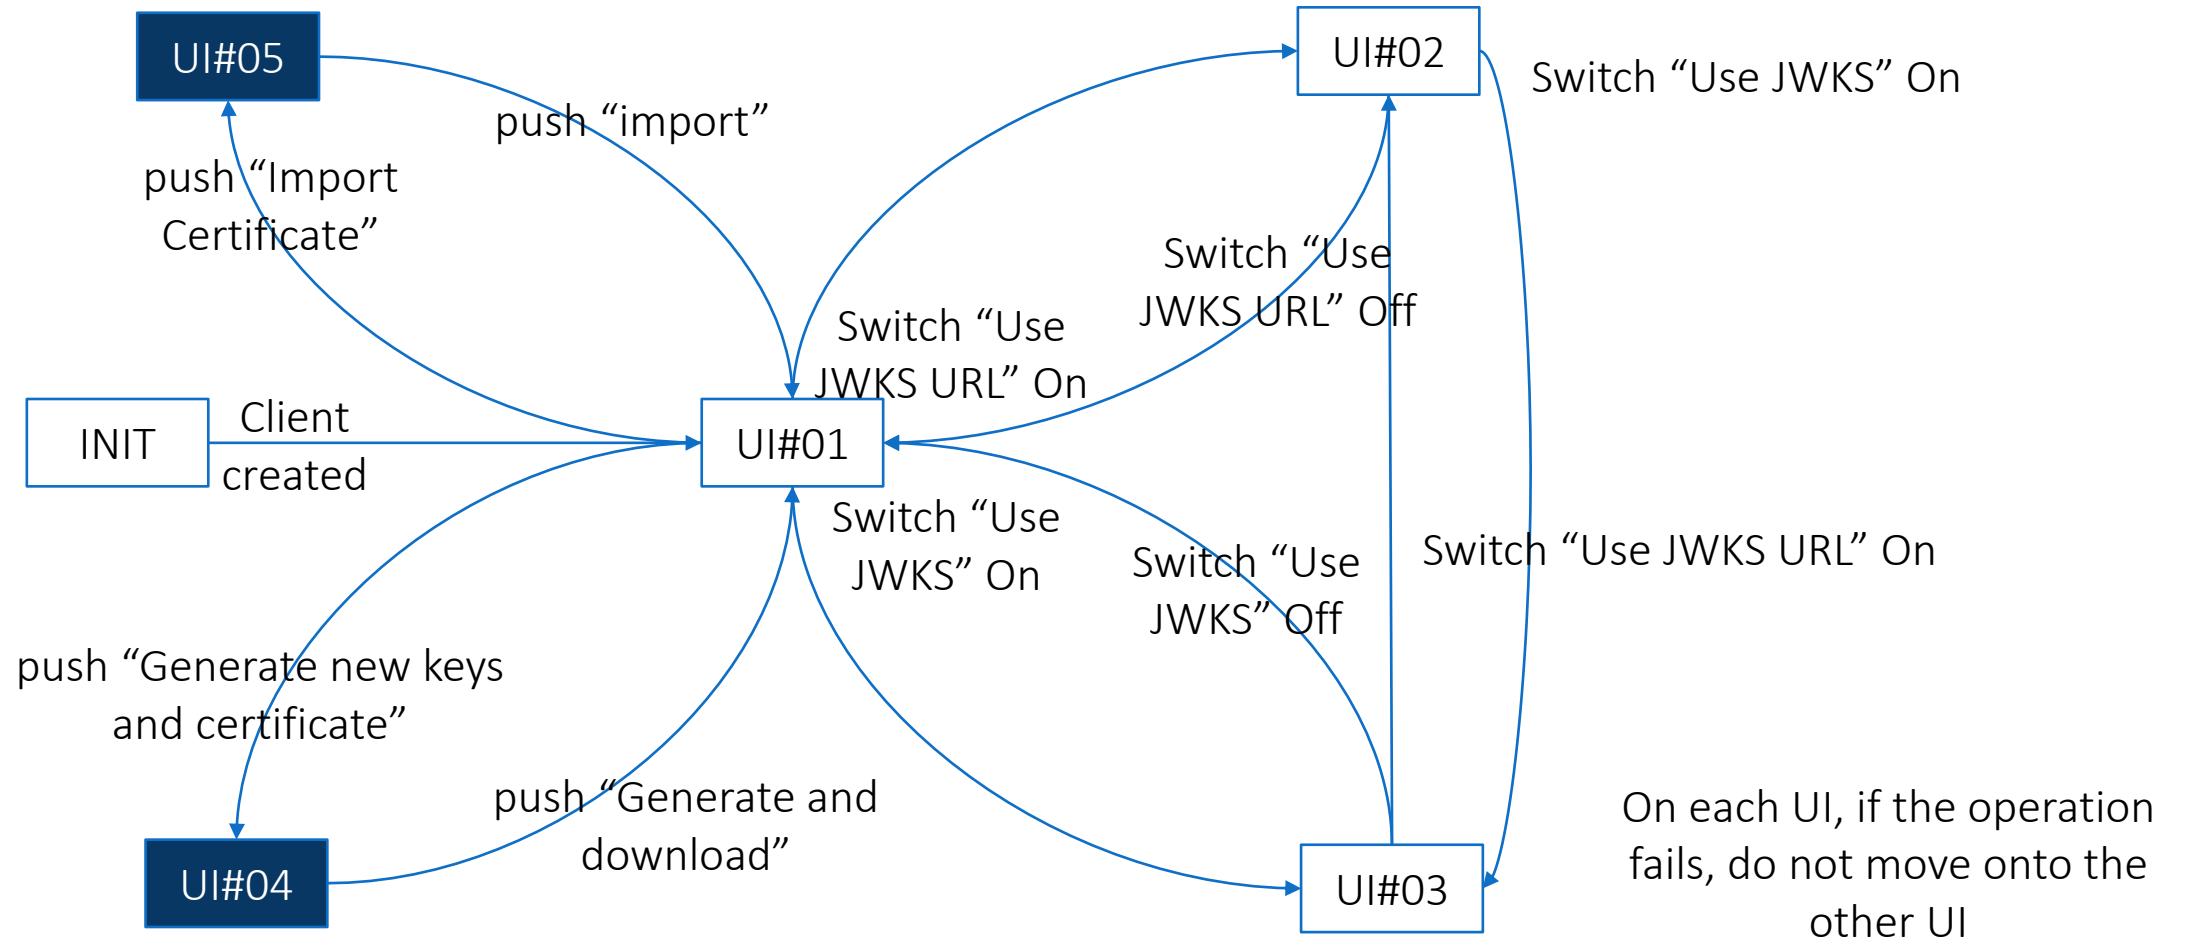 UI#05
UI#02
Switch “Use JWKS” On
push “import”
push “Import
Certificate”
Switch “Use
JWKS URL” Off
Switch “Use
JWKS URL” On
INIT
Client
created
UI#01
Switch “Use
JWKS” On
Switch “Use
JWKS” Off
Switch “Use JWKS URL” On
push “Generate new keys
and certificate”
push “Generate and
download”
UI#04
UI#03
On each UI, if the operation
fails, do not move onto the
other UI